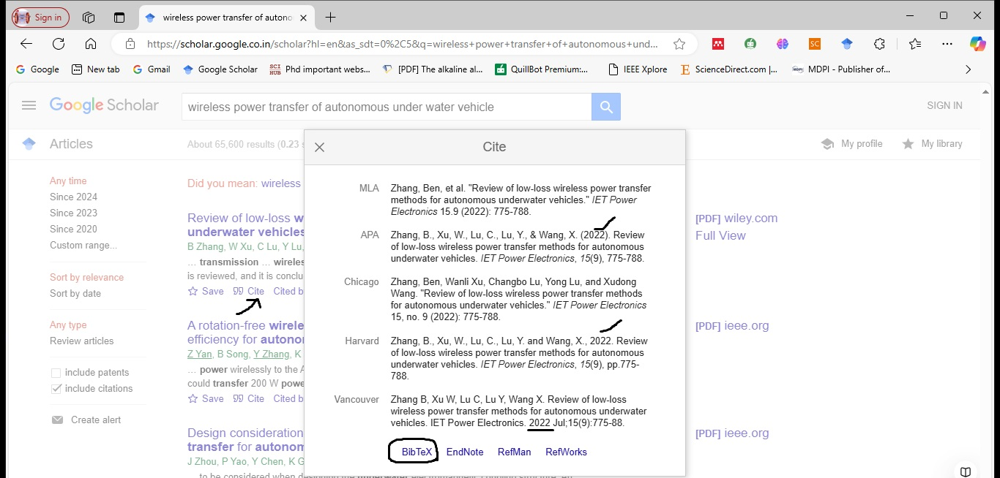 Sign in
wireless power transfer of autono
https://scholar.google.co.in/scholar?hl=en&as_sdt=0%2C5&q=wireless+power+transfer+of+autonomous+und...
SC
Google
New tab
Gmail
Google Scholar
SCI HUB Phd important webs...
[PDF] The alkaline al...
QuillBot Premium:...
IEEE Xplore
E ScienceDirect.com |...
MDPI MDPI - Publisher of...
Google Scholar
wireless power transfer of autonomous under water vehicle
SIGN IN
Articles
About 65,600 results (0.23 s
My profile
My library
Any time
Since 2024
Since 2023
Since 2020
Custom range...
Sort by relevance
Sort by date
Any type
Review articles
include patents
include citations
Create alert
Did you mean: wireless
Review of low-loss w
underwater vehicles
B Zhang, W Xu, C Lu, Y Lu,
... transmission ... wireles
is reviewed, and it is conclu
Save Cite Cited b
[PDF] wiley.com
Full View
A rotation-free wirele
efficiency for autono
Z Yan, B Song, Y Zhang, K
... power wirelessly to the A
could transfer 200 W powe
Save Cite Cited b
[PDF] ieee.org
Design consideration
transfer for autonom
J Zhou, P Yao, Y Chen, K G
... to be considered when designing the underwater electromagnetic coupling structure, an
[PDF] ieee.org
Cite
MLA
Zhang, Ben, et al. "Review of low-loss wireless power transfer
methods for autonomous underwater vehicles." IET Power
Electronics 15.9 (2022): 775-788.
APA
Zhang, B., Xu, W., Lu, C., Lu, Y., & Wang, X. (2022). Review
of low-loss wireless power transfer methods for autonomous
underwater vehicles. IET Power Electronics, 15(9), 775-788.
Chicago
Zhang, Ben, Wanli Xu, Changbo Lu, Yong Lu, and Xudong
Wang. "Review of low-loss wireless power transfer methods
for autonomous underwater vehicles." IET Power Electronics
15, no. 9 (2022): 775-788.
Harvard
Zhang, B., Xu, W., Lu, C., Lu, Y. and Wang, X., 2022. Review
of low-loss wireless power transfer methods for autonomous
underwater vehicles. IET Power Electronics, 15(9), pp.775-
788.
Vancouver
Zhang B, Xu W, Lu C, Lu Y, Wang X. Review of low-loss
wireless power transfer methods for autonomous underwater
vehicles. IET Power Electronics. 2022 Jul;15(9):775-88.
BibTeX EndNote RefMan RefWorks